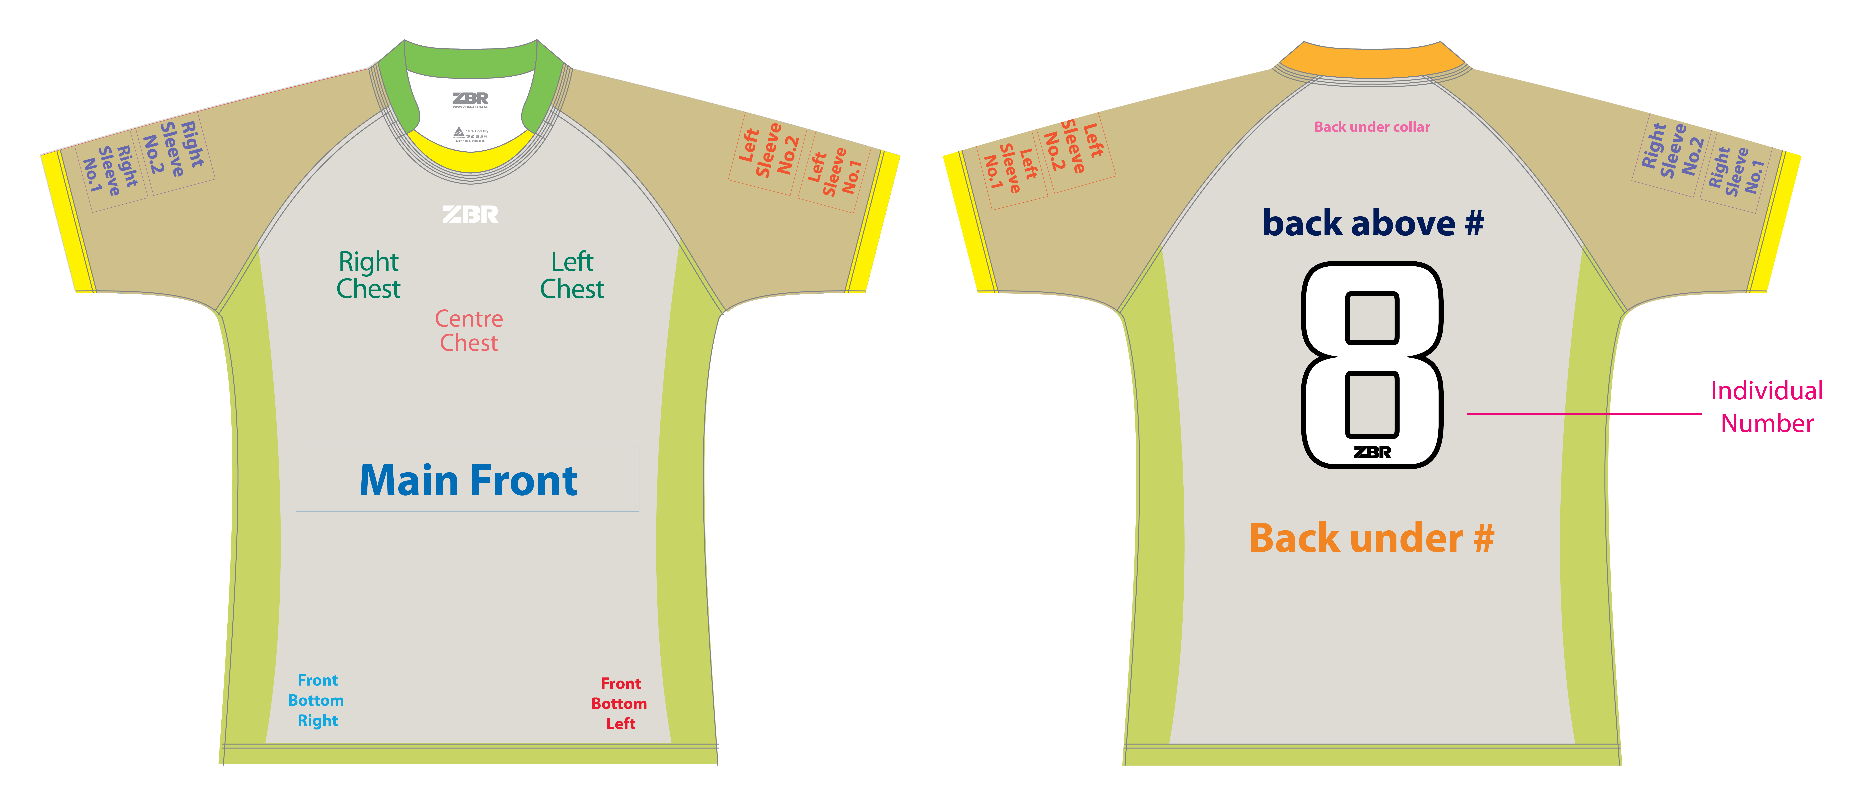 ZBR
Right
Sleeve
No.2
Right
Sleeve
No.1
Left
Sleeve
No.2
Left
Sleeve
No.1
ZBR
Right
Chest
Left
Chest
Centre
Chest
Main Front
Front
Bottom
Right
Front
Bottom
Left
Back under collar
Left
Sleeve
No.2
Left
Sleeve
No.1
Right
Sleeve
No.2
Right
Sleeve
No.1
back above #
8
ZBR
Individual
Number
Back under #